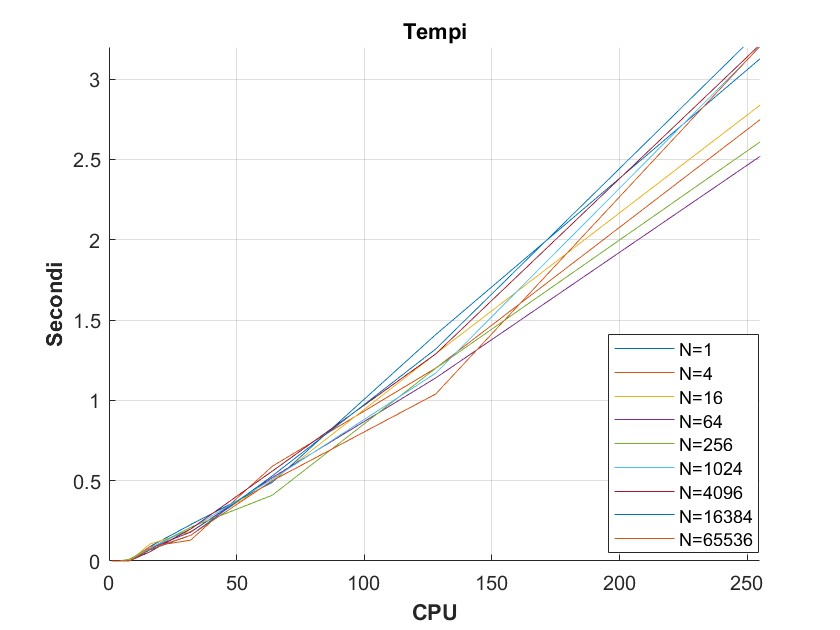 Tempi
Secondi
3
2.5
2
1.5
1
0.5
0
0 50 100 150 200 250
CPU
N=1
N=4
N=16
N=64
N=256
N=1024
N=4096
N=16384
N=65536